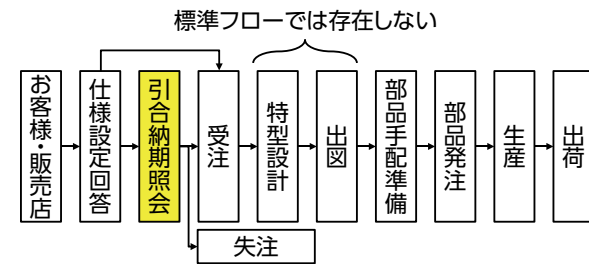 標準フローでは存在しない
お客様・販売店
仕様設定回答
引合納期照会
受注
特型設計
出図
部品手配準備
部品発注
生産
出荷
失注